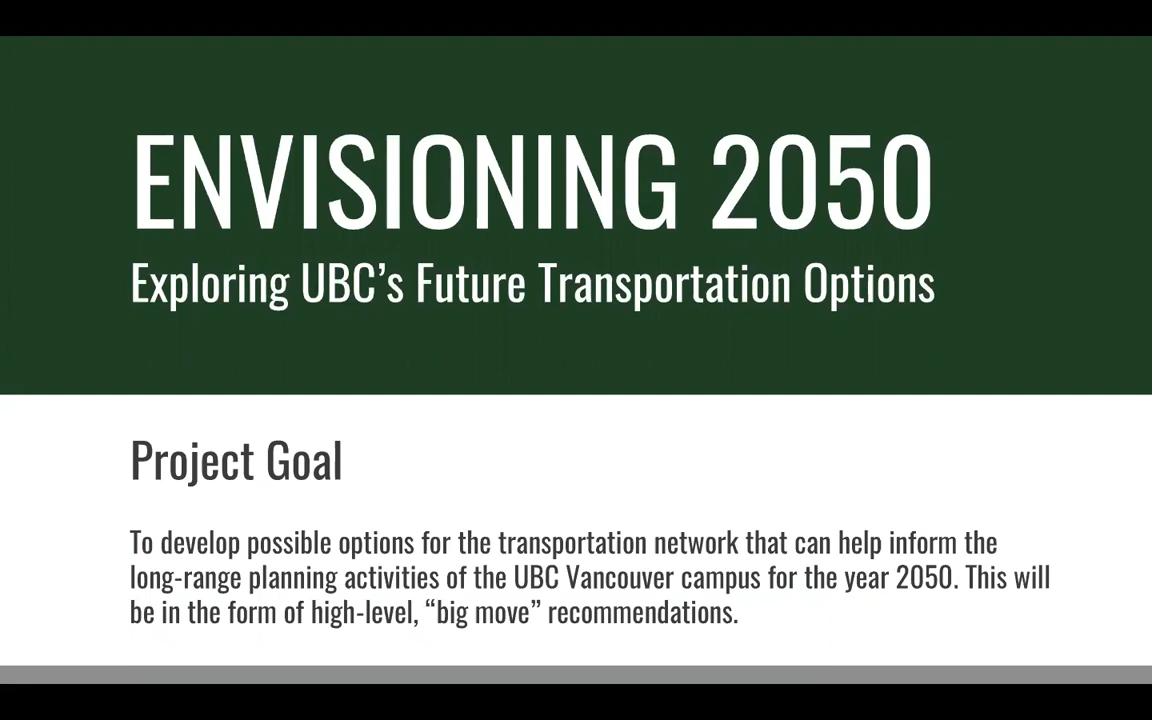 ENVISIONING 2050
Exploring UBC’s Future Transportation Options
Project Goal
To develop possible options for the transportation network that can help inform the
long-range planning activities of the UBC Vancouver campus for the year 2050. This will
be in the form of high-level, “big move” recommendations.